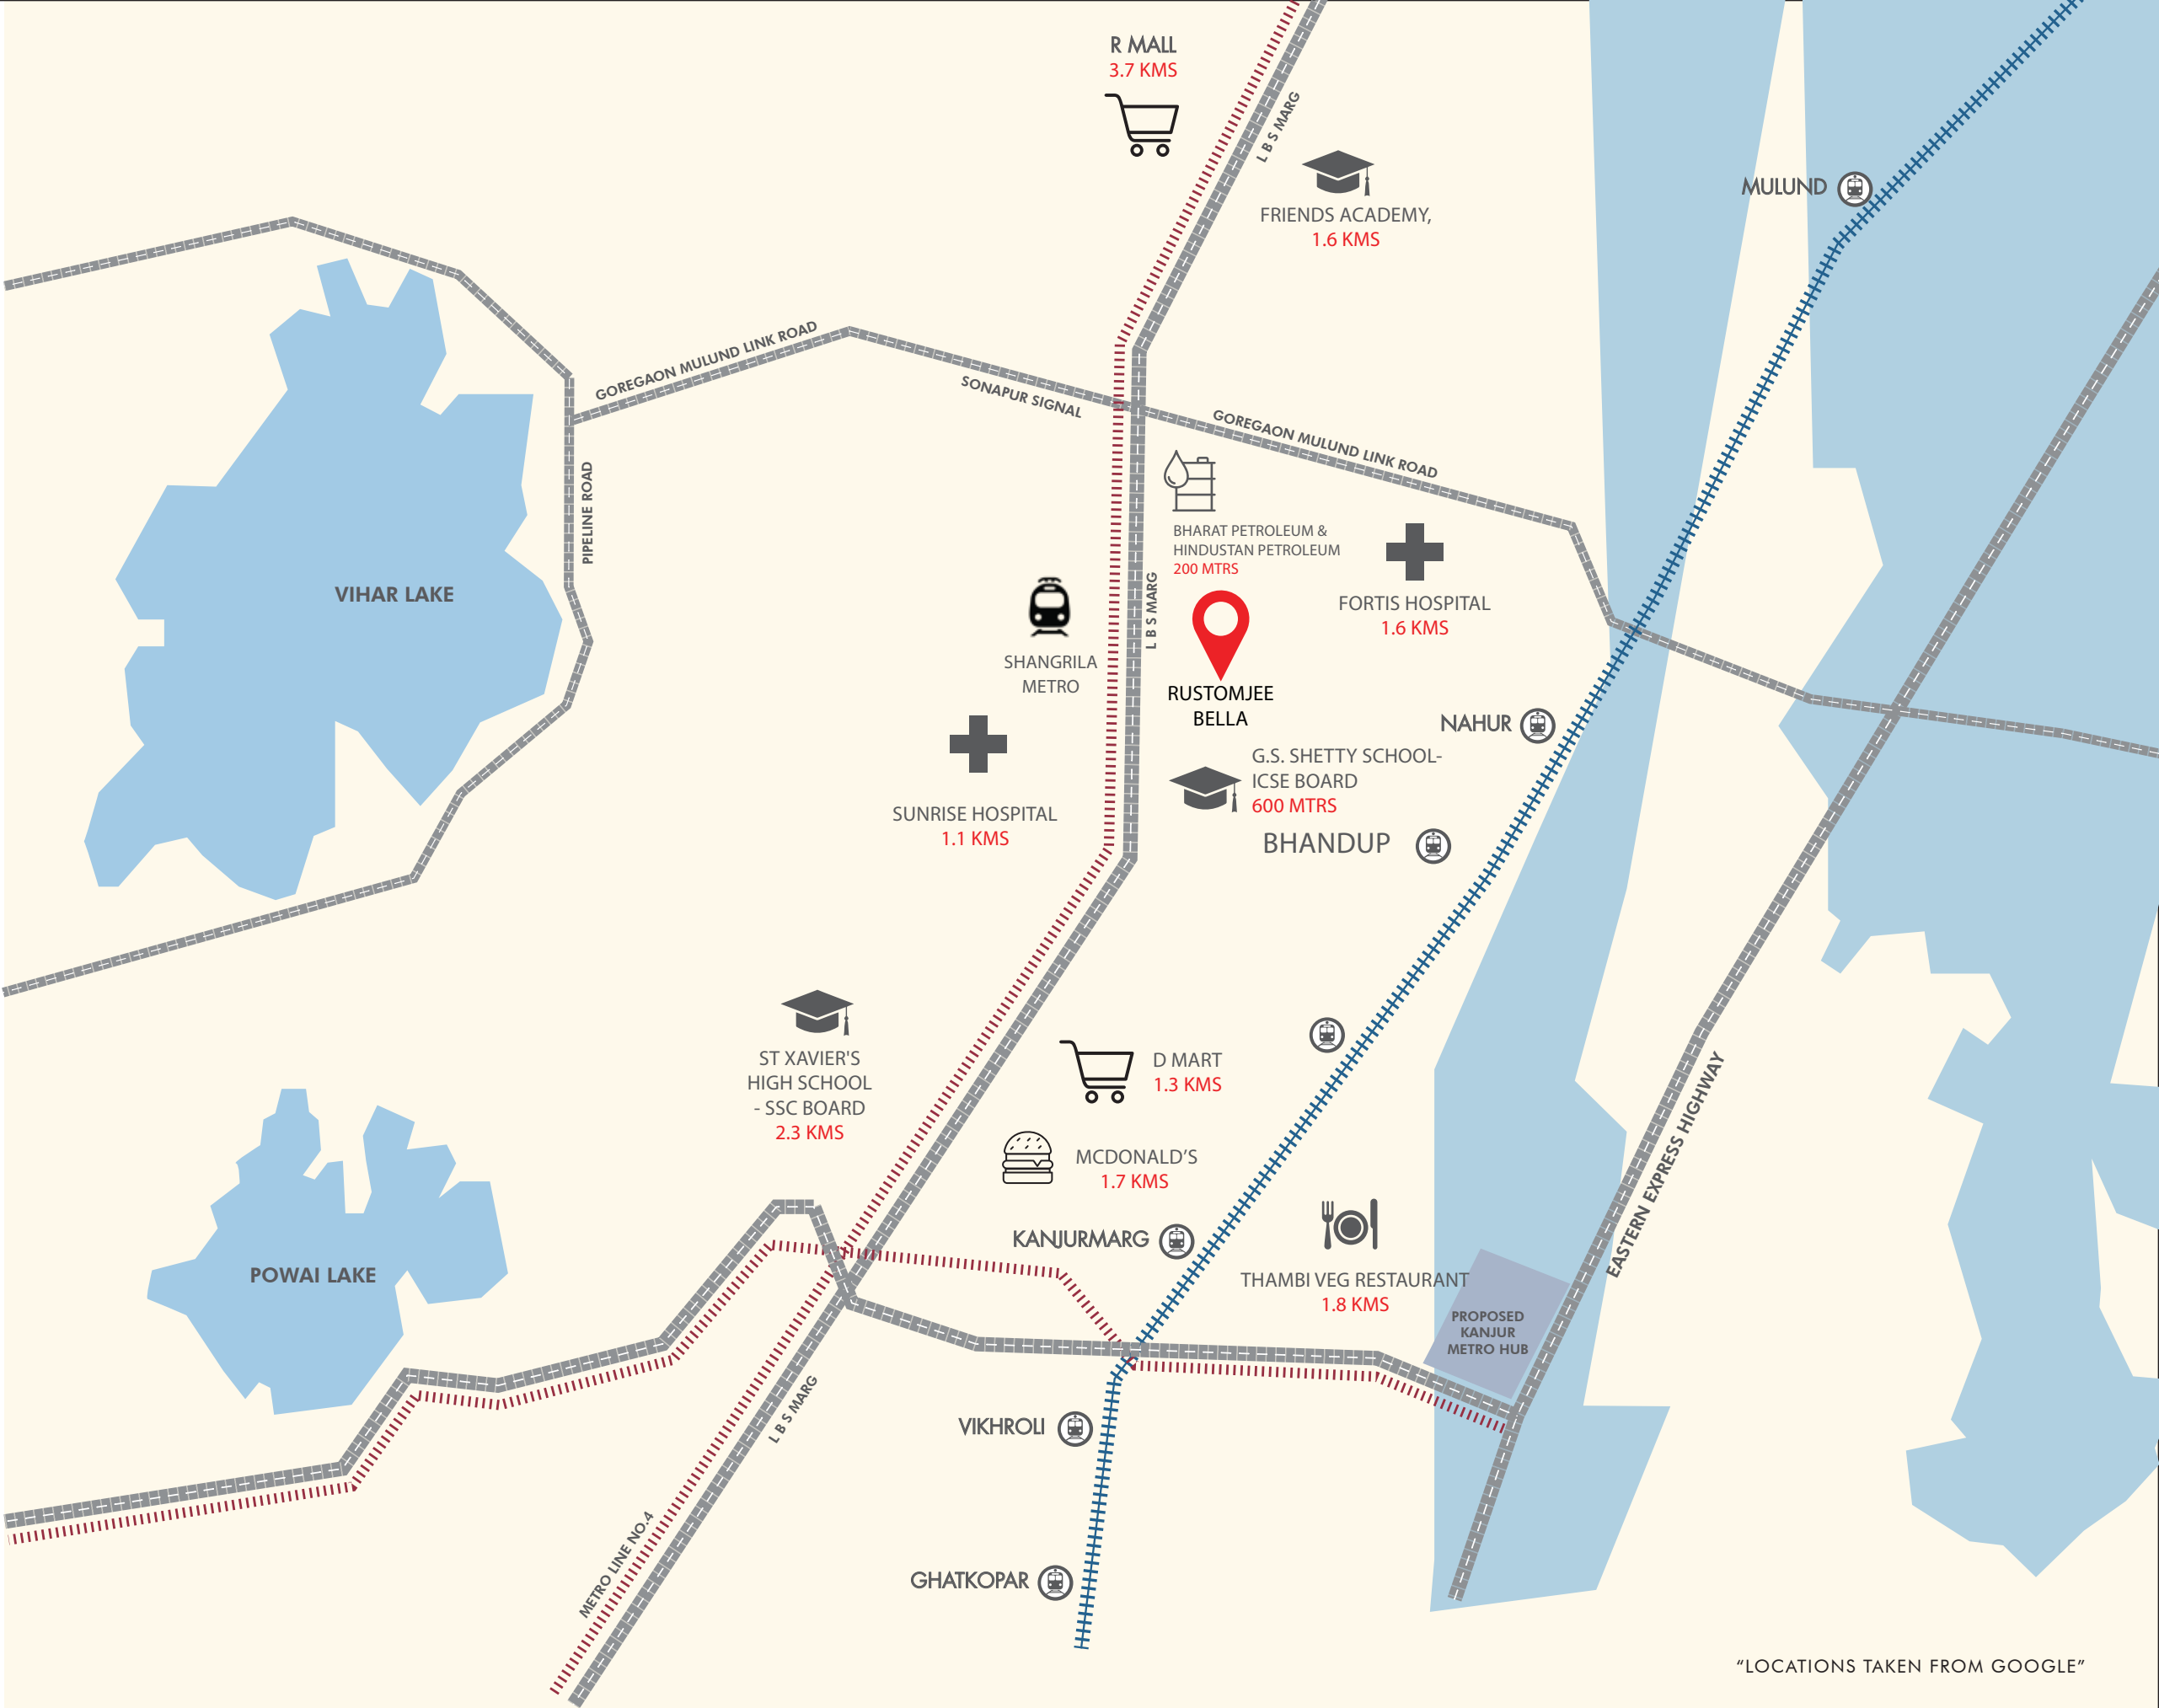 R MALL
3.7 KMS
L B S MARG
FRIENDS ACADEMY,
1.6 KMS
MULUND
GOREGAON MULUND LINK ROAD
SONAPUR SIGNAL
GOREGAON MULUND LINK ROAD
PIPELINE ROAD
BHARAT PETROLEUM &
HINDUSTAN PETROLEUM
200 MTRS
VIHAR LAKE
L B S MARG
FORTIS HOSPITAL
1.6 KMS
SHANGRILA
METRO
RUSTOMJEE
BELLA
NAHUR
G.S. SHETTY SCHOOL-
ICSE BOARD
600 MTRS
SUNRISE HOSPITAL
1.1 KMS
BHANDUP
ST XAVIER'S
HIGH SCHOOL
- SSC BOARD
2.3 KMS
D MART
1.3 KMS
MCDONALD’S
1.7 KMS
EASTERN EXPRESS HIGHWAY
KANJURMARG
POWAI LAKE
THAMBI VEG RESTAURANT
1.8 KMS
PROPOSED
KANJUR
METRO HUB
L B S MARG
VIKHROLI
METRO LINE NO.4
GHATKOPAR
“LOCATIONS TAKEN FROM GOOGLE”